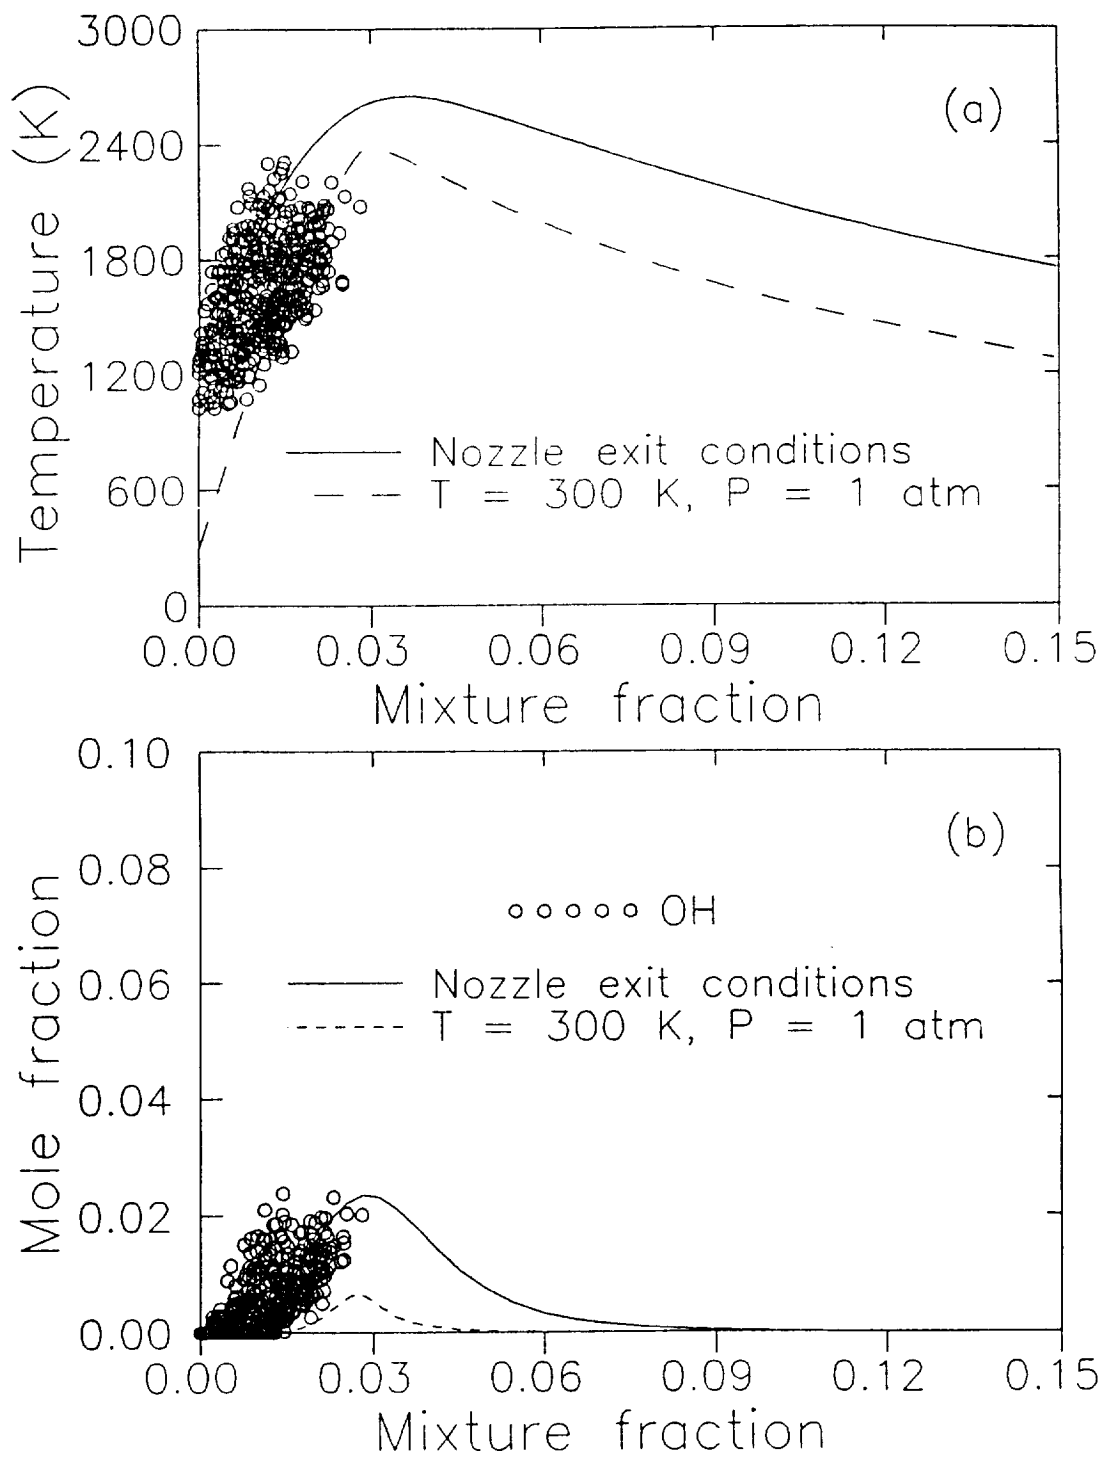 3000
2400
1800
1200
600
0
Temperature (K)
(a)
Nozzle exit conditions
T = 300 K, P = 1 atm
0.00 0.03 0.06 0.09 0.12 0.15
Mixture fraction
0.10
0.08
0.06
0.04
0.02
0.00
Mole fraction
(b)
OH
Nozzle exit conditions
T = 300 K, P = 1 atm
0.00 0.03 0.06 0.09 0.12 0.15
Mixture fraction